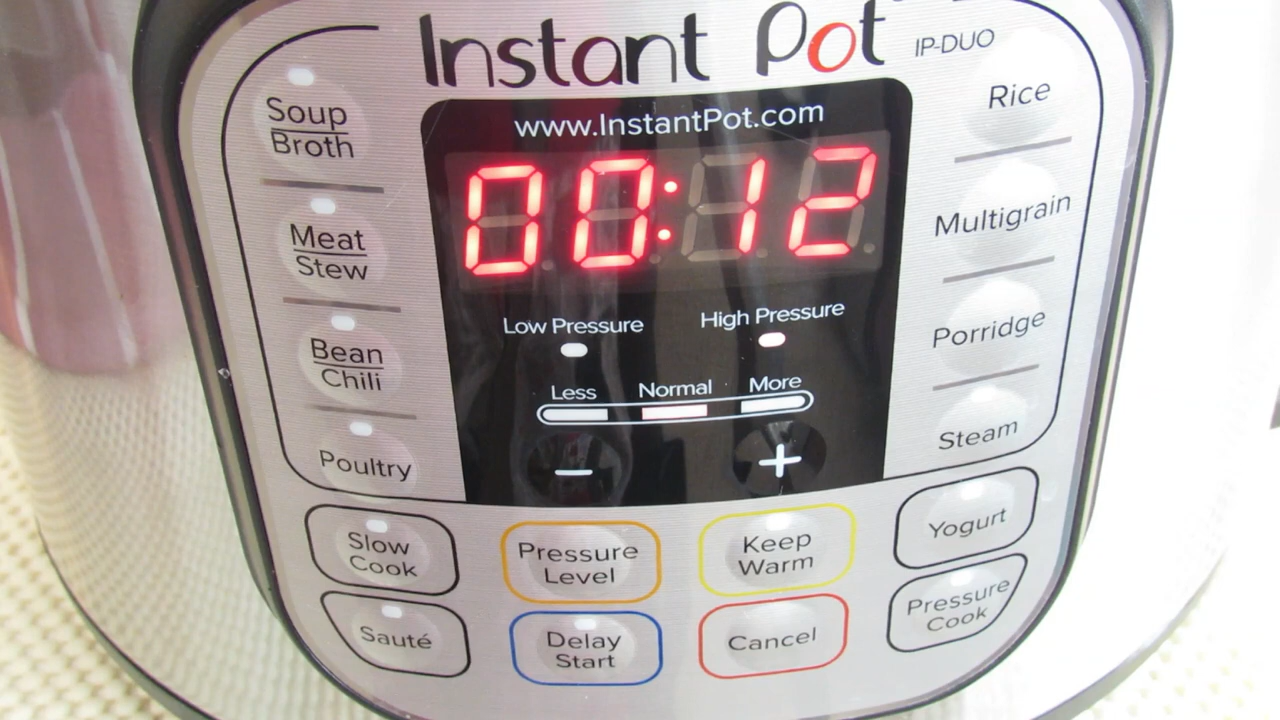 Instant Pot IP-DUO
www.InstantPot.com
00:12
Soup
Broth
Meat
Stew
Bean
Chili
Poultry
Low Pressure
High Pressure
Less Normal More
− +
Rice
Multigrain
Porridge
Steam
Slow
Cook
Pressure
Level
Keep
Warm
Yogurt
Sauté
Delay
Start
Cancel
Pressure
Cook